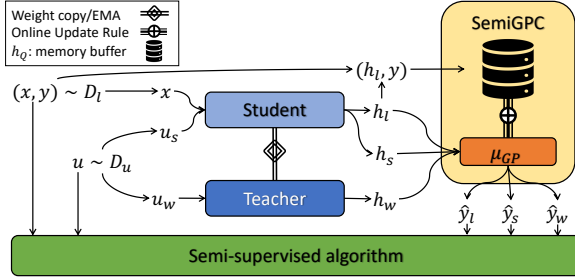 Weight copy/EMA
Online Update Rule
h_Q: memory buffer
SemiGPC
(x, y) ~ D_l
x
(h_l, y)
Student
h_l
u_s
h_s
μ_GP
u ~ D_u
u_w
Teacher
h_w
ŷ_l
ŷ_s
ŷ_w
Semi-supervised algorithm